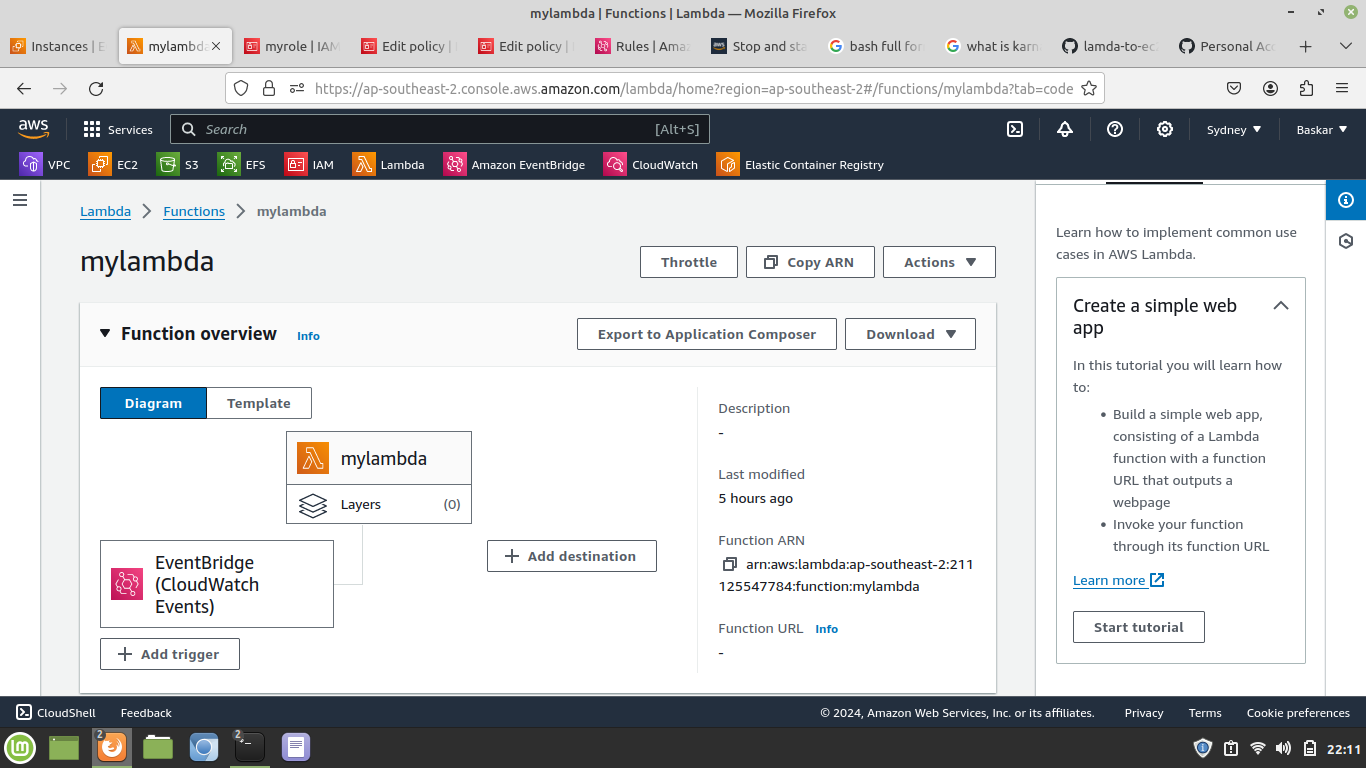 mylambda | Functions | Lambda — Mozilla Firefox
Instances | E
mylambda
myrole | IAM
Edit policy |
Edit policy |
Rules | Amaz
Stop and sta
bash full for
what is karn
lamda-to-ec
Personal Acc
https://ap-southeast-2.console.aws.amazon.com/lambda/home?region=ap-southeast-2#/functions/mylambda?tab=code
aws
Services
Search
[Alt+S]
Sydney
Baskar
VPC
EC2
S3
EFS
IAM
Lambda
Amazon EventBridge
CloudWatch
Elastic Container Registry
Lambda
Functions
mylambda
mylambda
Throttle
Copy ARN
Actions
Function overview
Info
Export to Application Composer
Download
Diagram
Template
mylambda
Layers
(0)
EventBridge
(CloudWatch
Events)
Add trigger
Add destination
Description
-
Last modified
5 hours ago
Function ARN
arn:aws:lambda:ap-southeast-2:211
125547784:function:mylambda
Function URL
Info
-
Learn how to implement common use
cases in AWS Lambda.
Create a simple web
app
In this tutorial you will learn how
to:
• Build a simple web app,
consisting of a Lambda
function with a function
URL that outputs a
webpage
• Invoke your function
through its function URL
Learn more
Start tutorial
CloudShell
Feedback
© 2024, Amazon Web Services, Inc. or its affiliates.
Privacy
Terms
Cookie preferences
2
2
22:11